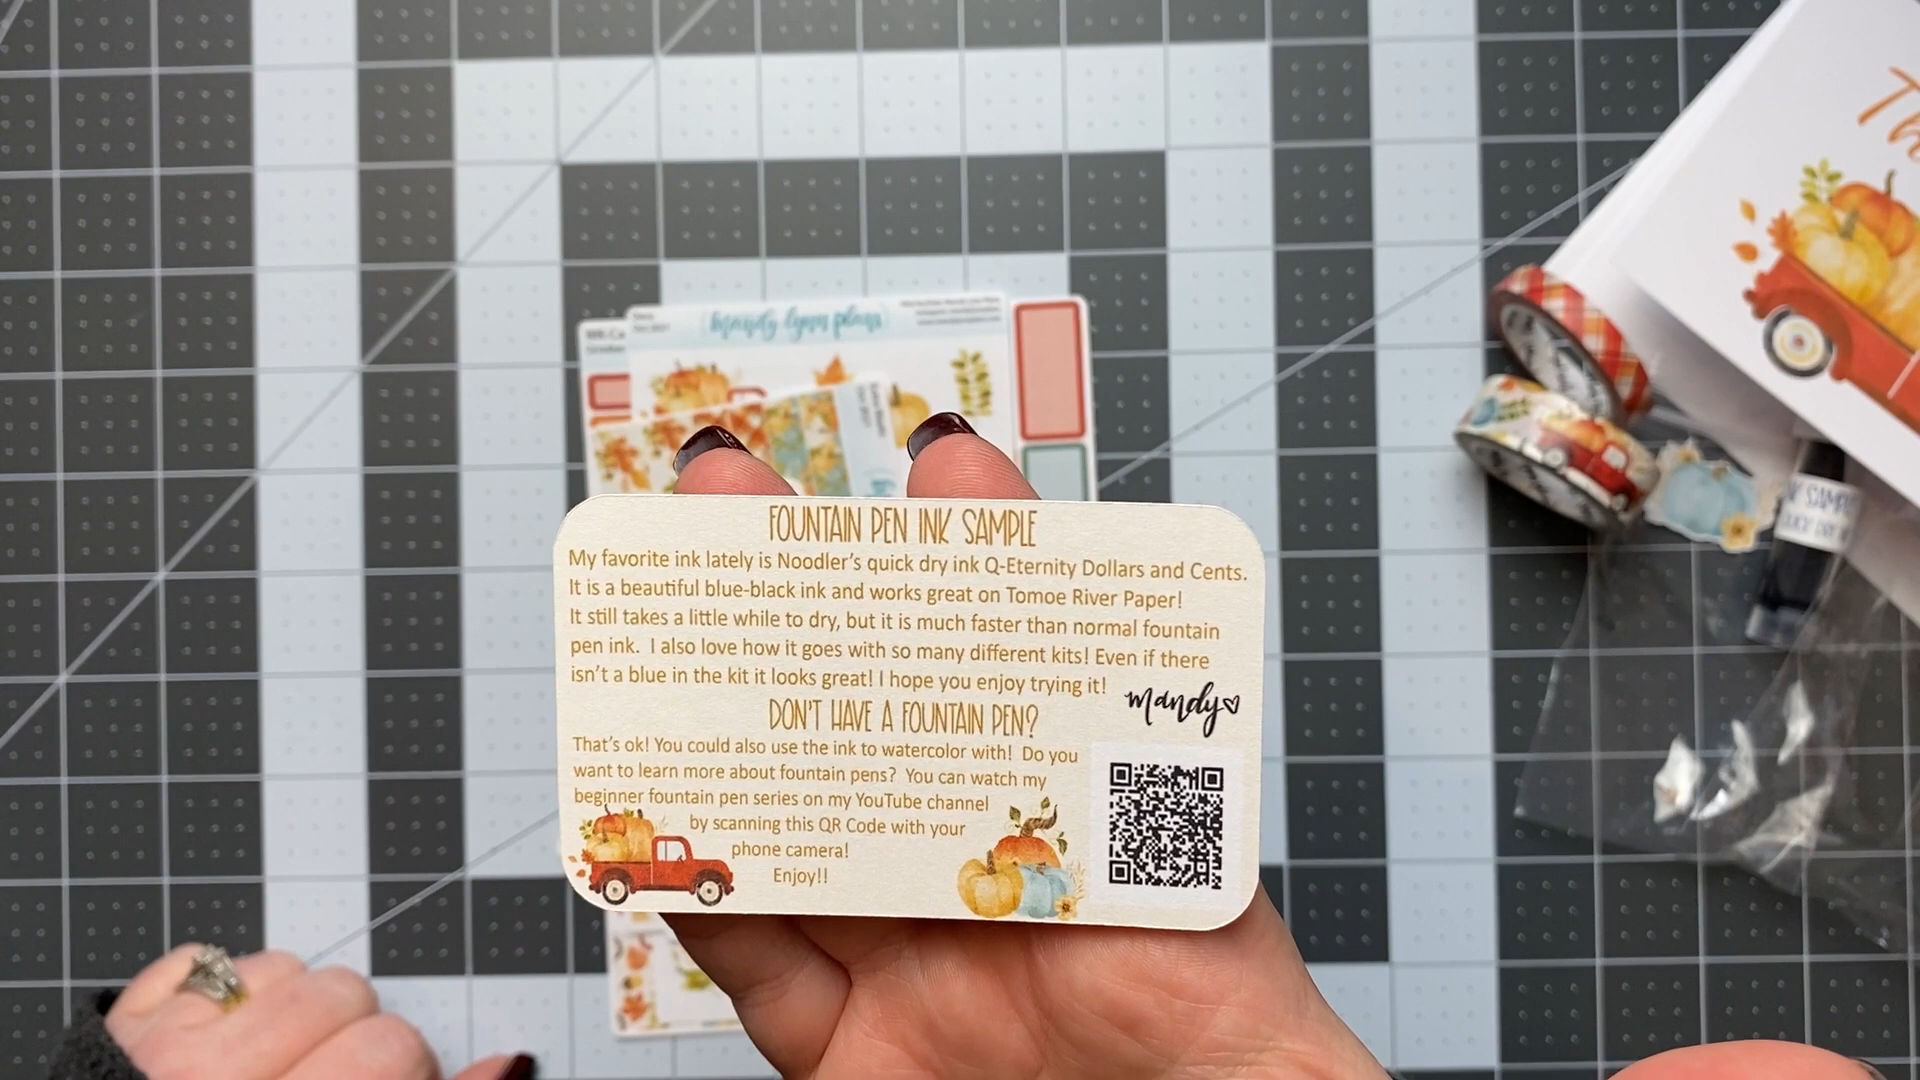 Th
mandy lynn plans
FOUNTAIN PEN INK SAMPLE
My favorite ink lately is Noodler's quick dry ink Q-Eternity Dollars and Cents.
It is a beautiful blue-black ink and works great on Tomoe River Paper!
It still takes a little while to dry, but it is much faster than normal fountain
pen ink. I also love how it goes with so many different kits! Even if there
isn't a blue in the kit it looks great! I hope you enjoy trying it!
mandy
DON'T HAVE A FOUNTAIN PEN?
That's ok! You could also use the ink to watercolor with! Do you
want to learn more about fountain pens? You can watch my
beginner fountain pen series on my YouTube channel
by scanning this QR Code with your
phone camera!
Enjoy!!